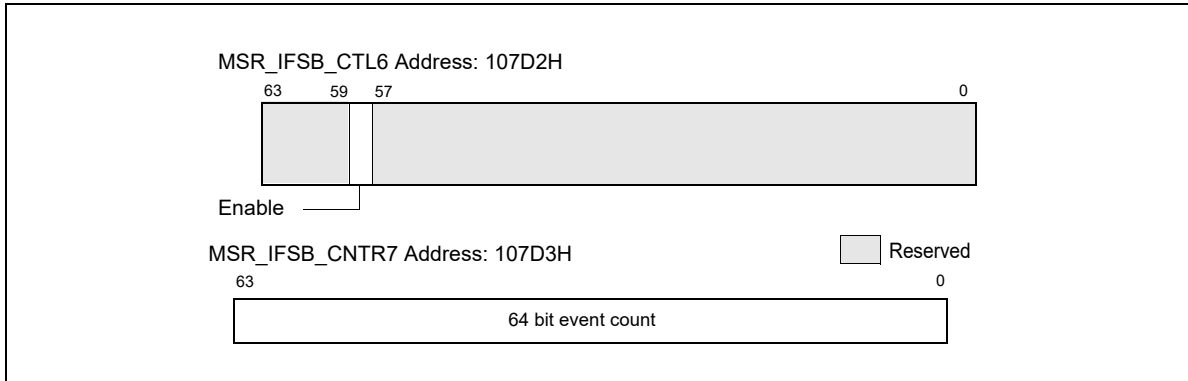 MSR_IFSB_CTL6 Address: 107D2H
63 59 57 0
Enable
MSR_IFSB_CNTR7 Address: 107D3H
Reserved
63 0
64 bit event count